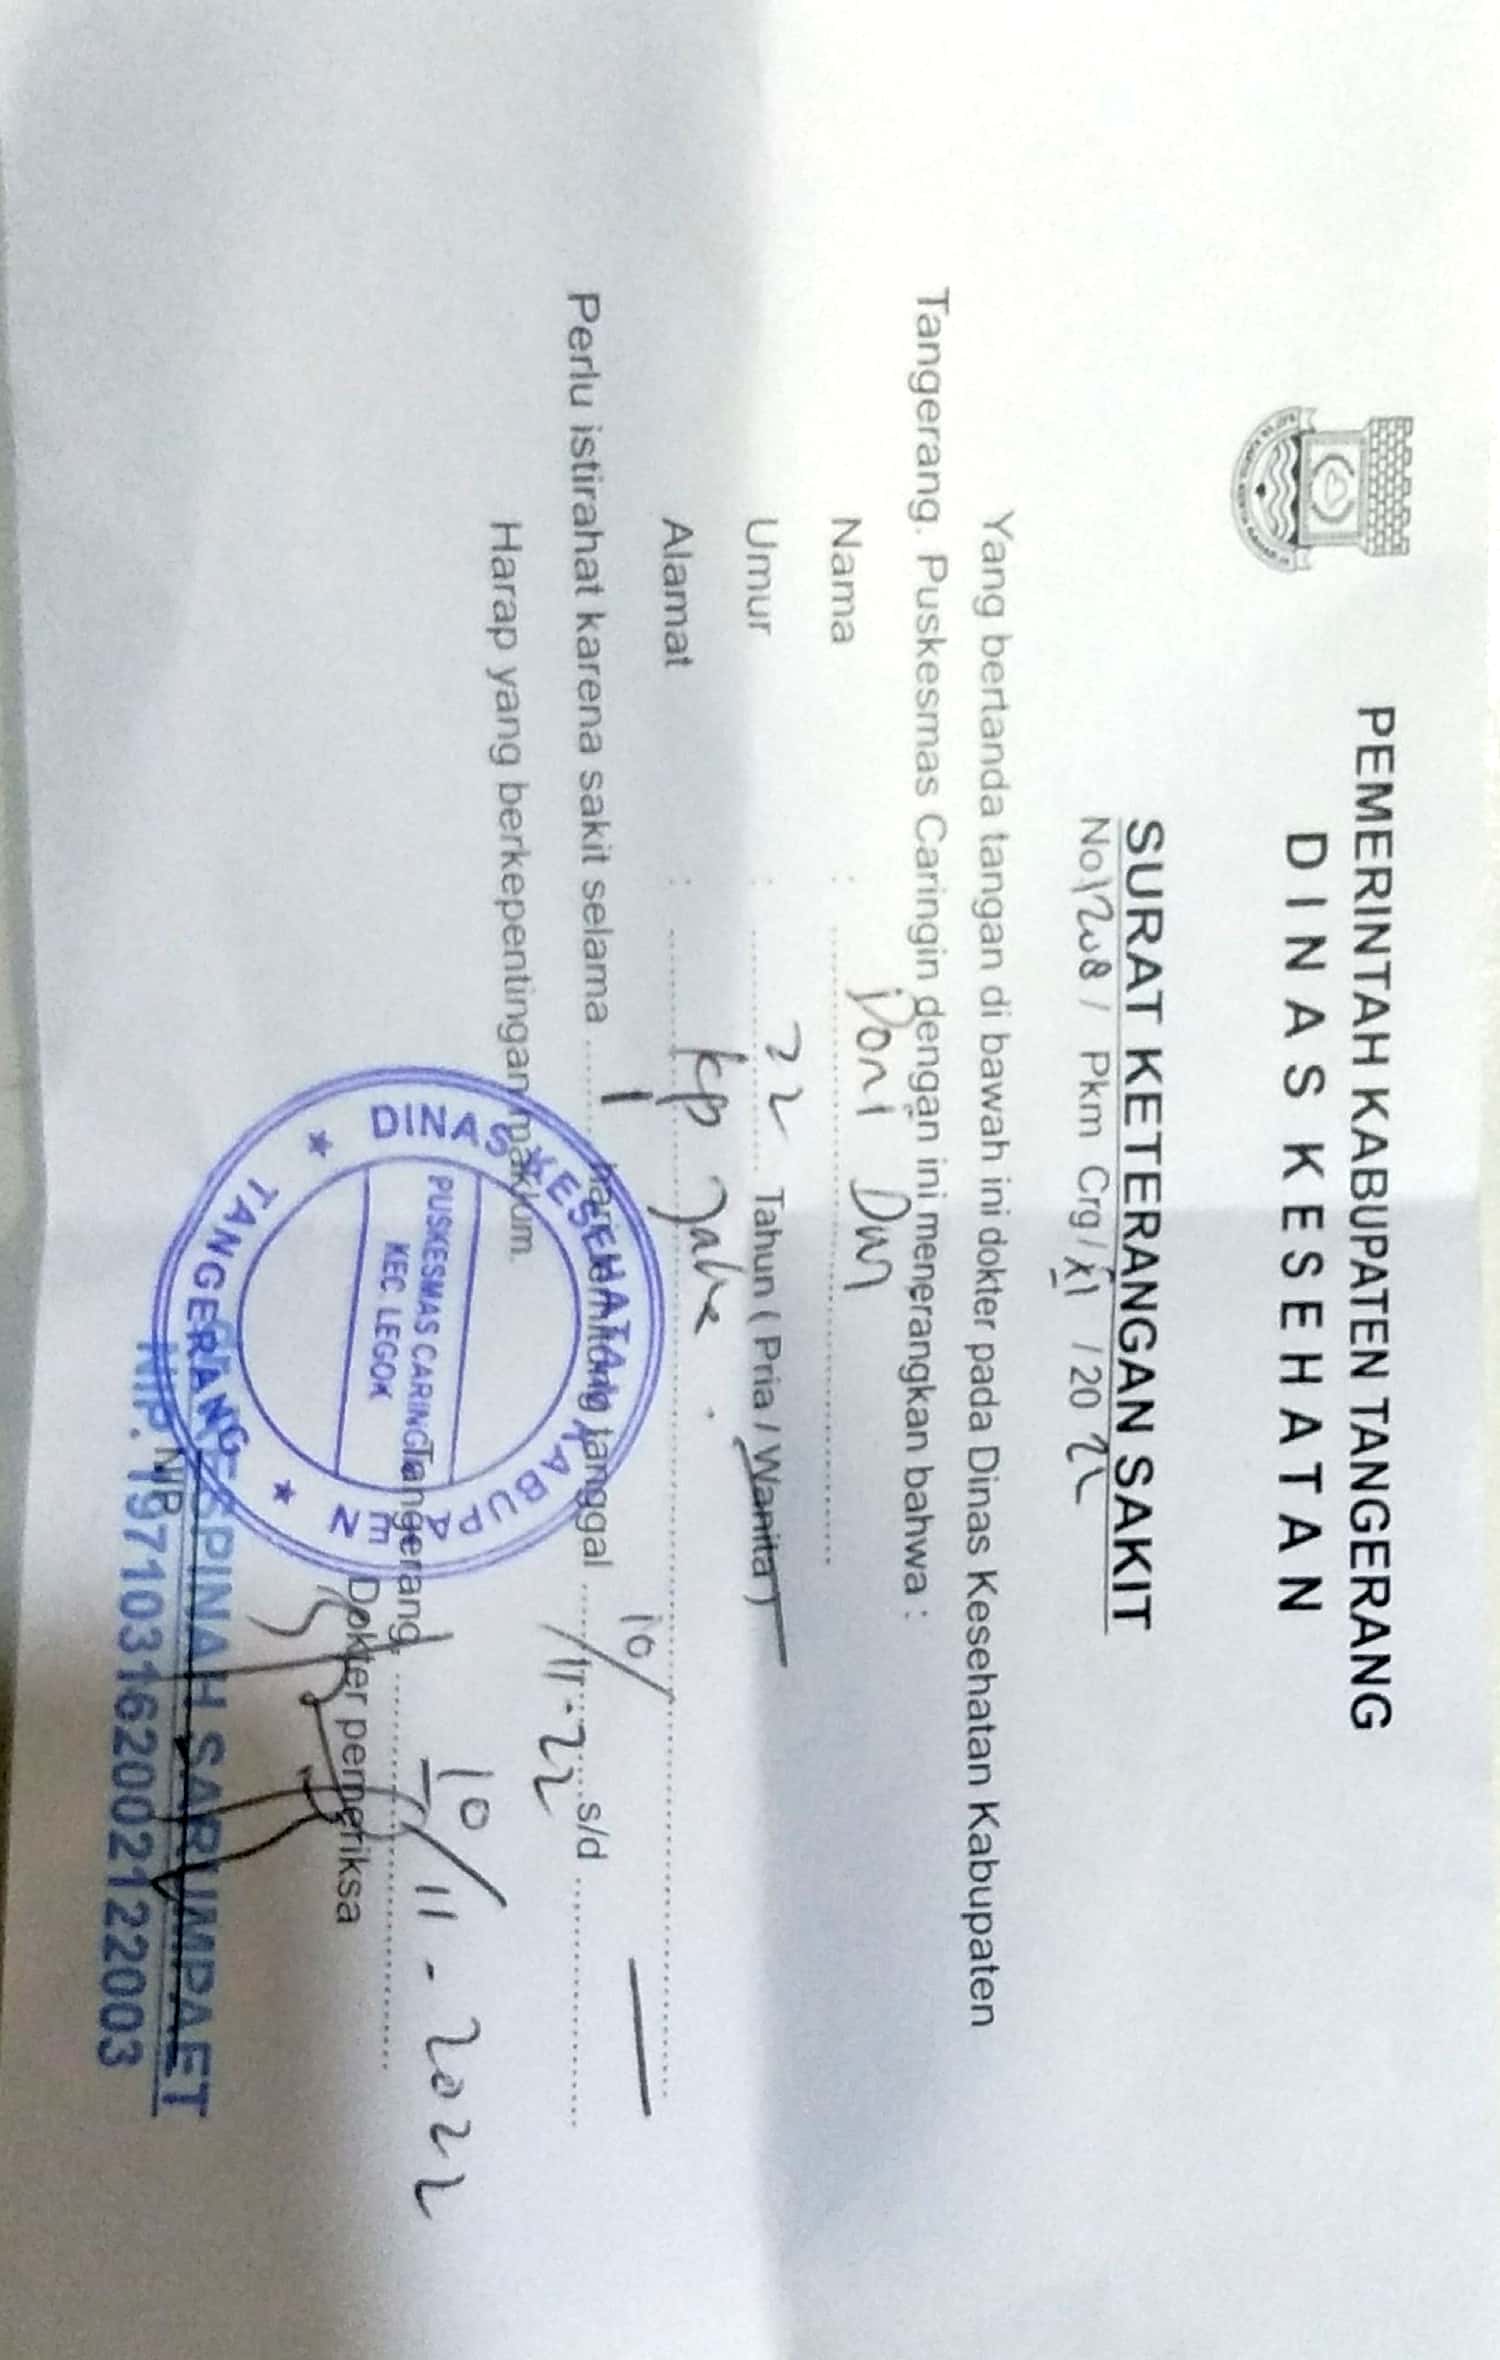 PEMERINTAH KABUPATEN TANGERANG
DINAS KESEHATAN
SURAT KETERANGAN SAKIT
No / Pkm Crg / XI / 20 22
Yang bertanda tangan di bawah ini dokter pada Dinas Kesehatan Kabupaten
Tangerang. Puskesmas Caringin dengan ini menerangkan bahwa :
Nama : Doni
Umur : 22 Tahun ( Pria / Wanita )
Alamat : kp Jaha .
Perlu istirahat karena sakit selama 1 hari terhitung tanggal 10/11-22 s/d —
Harap yang berkepentingan maklum.
Tangerang, 10/11-2022
Dokter pemeriksa
DINAS KESEHATAN KABUPATEN
PUSKESMAS CARINGIN
KEC LEGOK
TANGERANG
SARUMPAET
NIP.
NIP. 197103162002122003